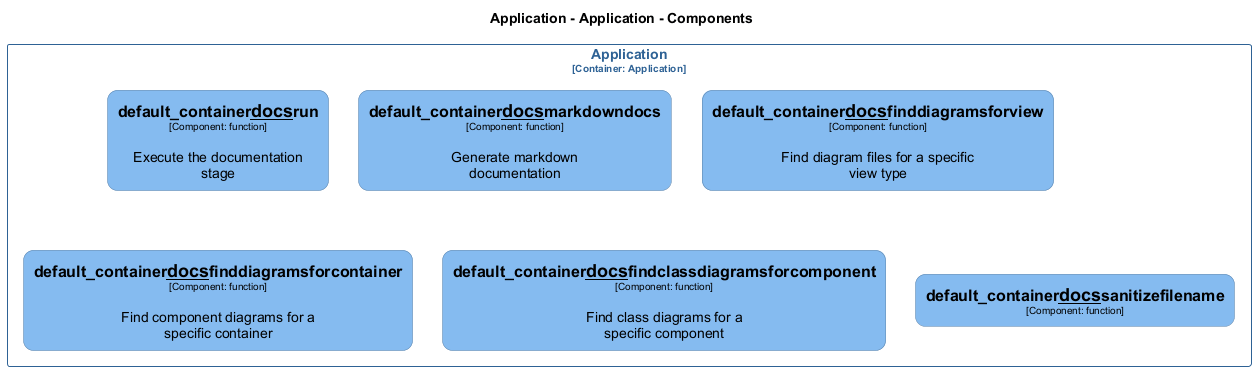 Application - Application - Components
Application
[Container: Application]
default_containerdocsrun
[Component: function]
Execute the documentation
stage
default_containerdocsmarkdowndocs
[Component: function]
Generate markdown
documentation
default_containerdocsfinddiagramsforview
[Component: function]
Find diagram files for a specific
view type
default_containerdocsfinddiagramsforcontainer
[Component: function]
Find component diagrams for a
specific container
default_containerdocsfindclassdiagramsforcomponent
[Component: function]
Find class diagrams for a
specific component
default_containerdocssanitizefilename
[Component: function]